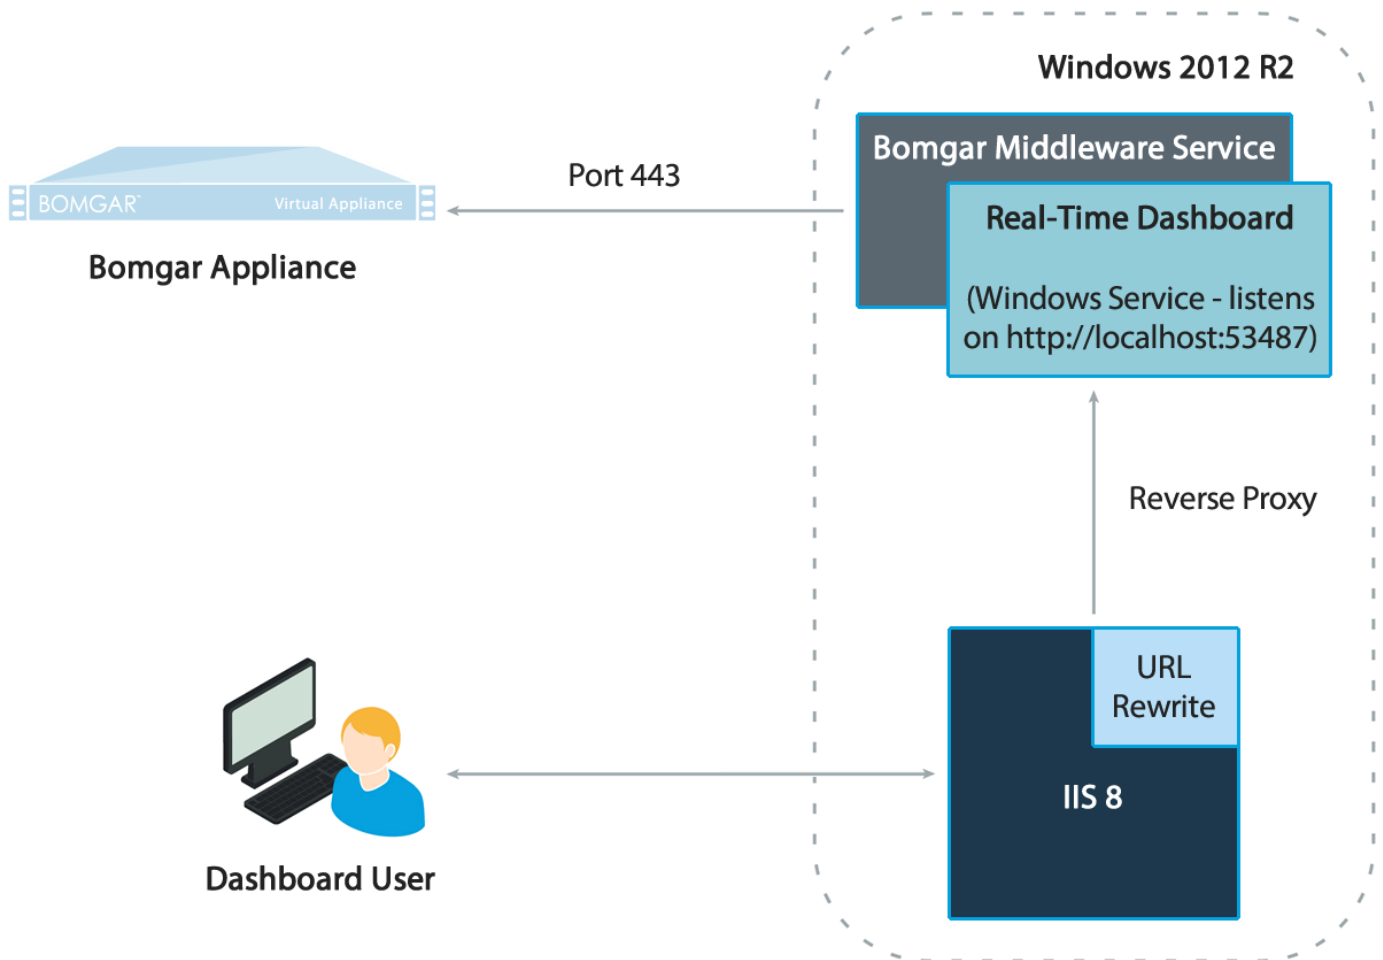 Windows 2012 R2
Bomgar Middleware Service
Port 443
BOMGAR™
Virtual Appliance
Real-Time Dashboard
Bomgar Appliance
(Windows Service - listens
on http://localhost:53487)
Reverse Proxy
URL
Rewrite
IIS 8
Dashboard User